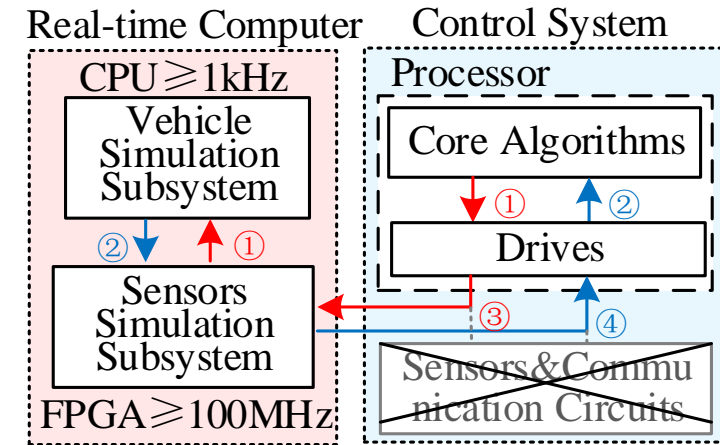 Real-time Computer
CPU≥1kHz
Vehicle
Simulation
Subsystem
② ①
Sensors
Simulation
Subsystem
FPGA≥100MHz
Control System
Processor
Core Algorithms
① ②
Drives
③ ④
Sensors&Commu
nication Circuits